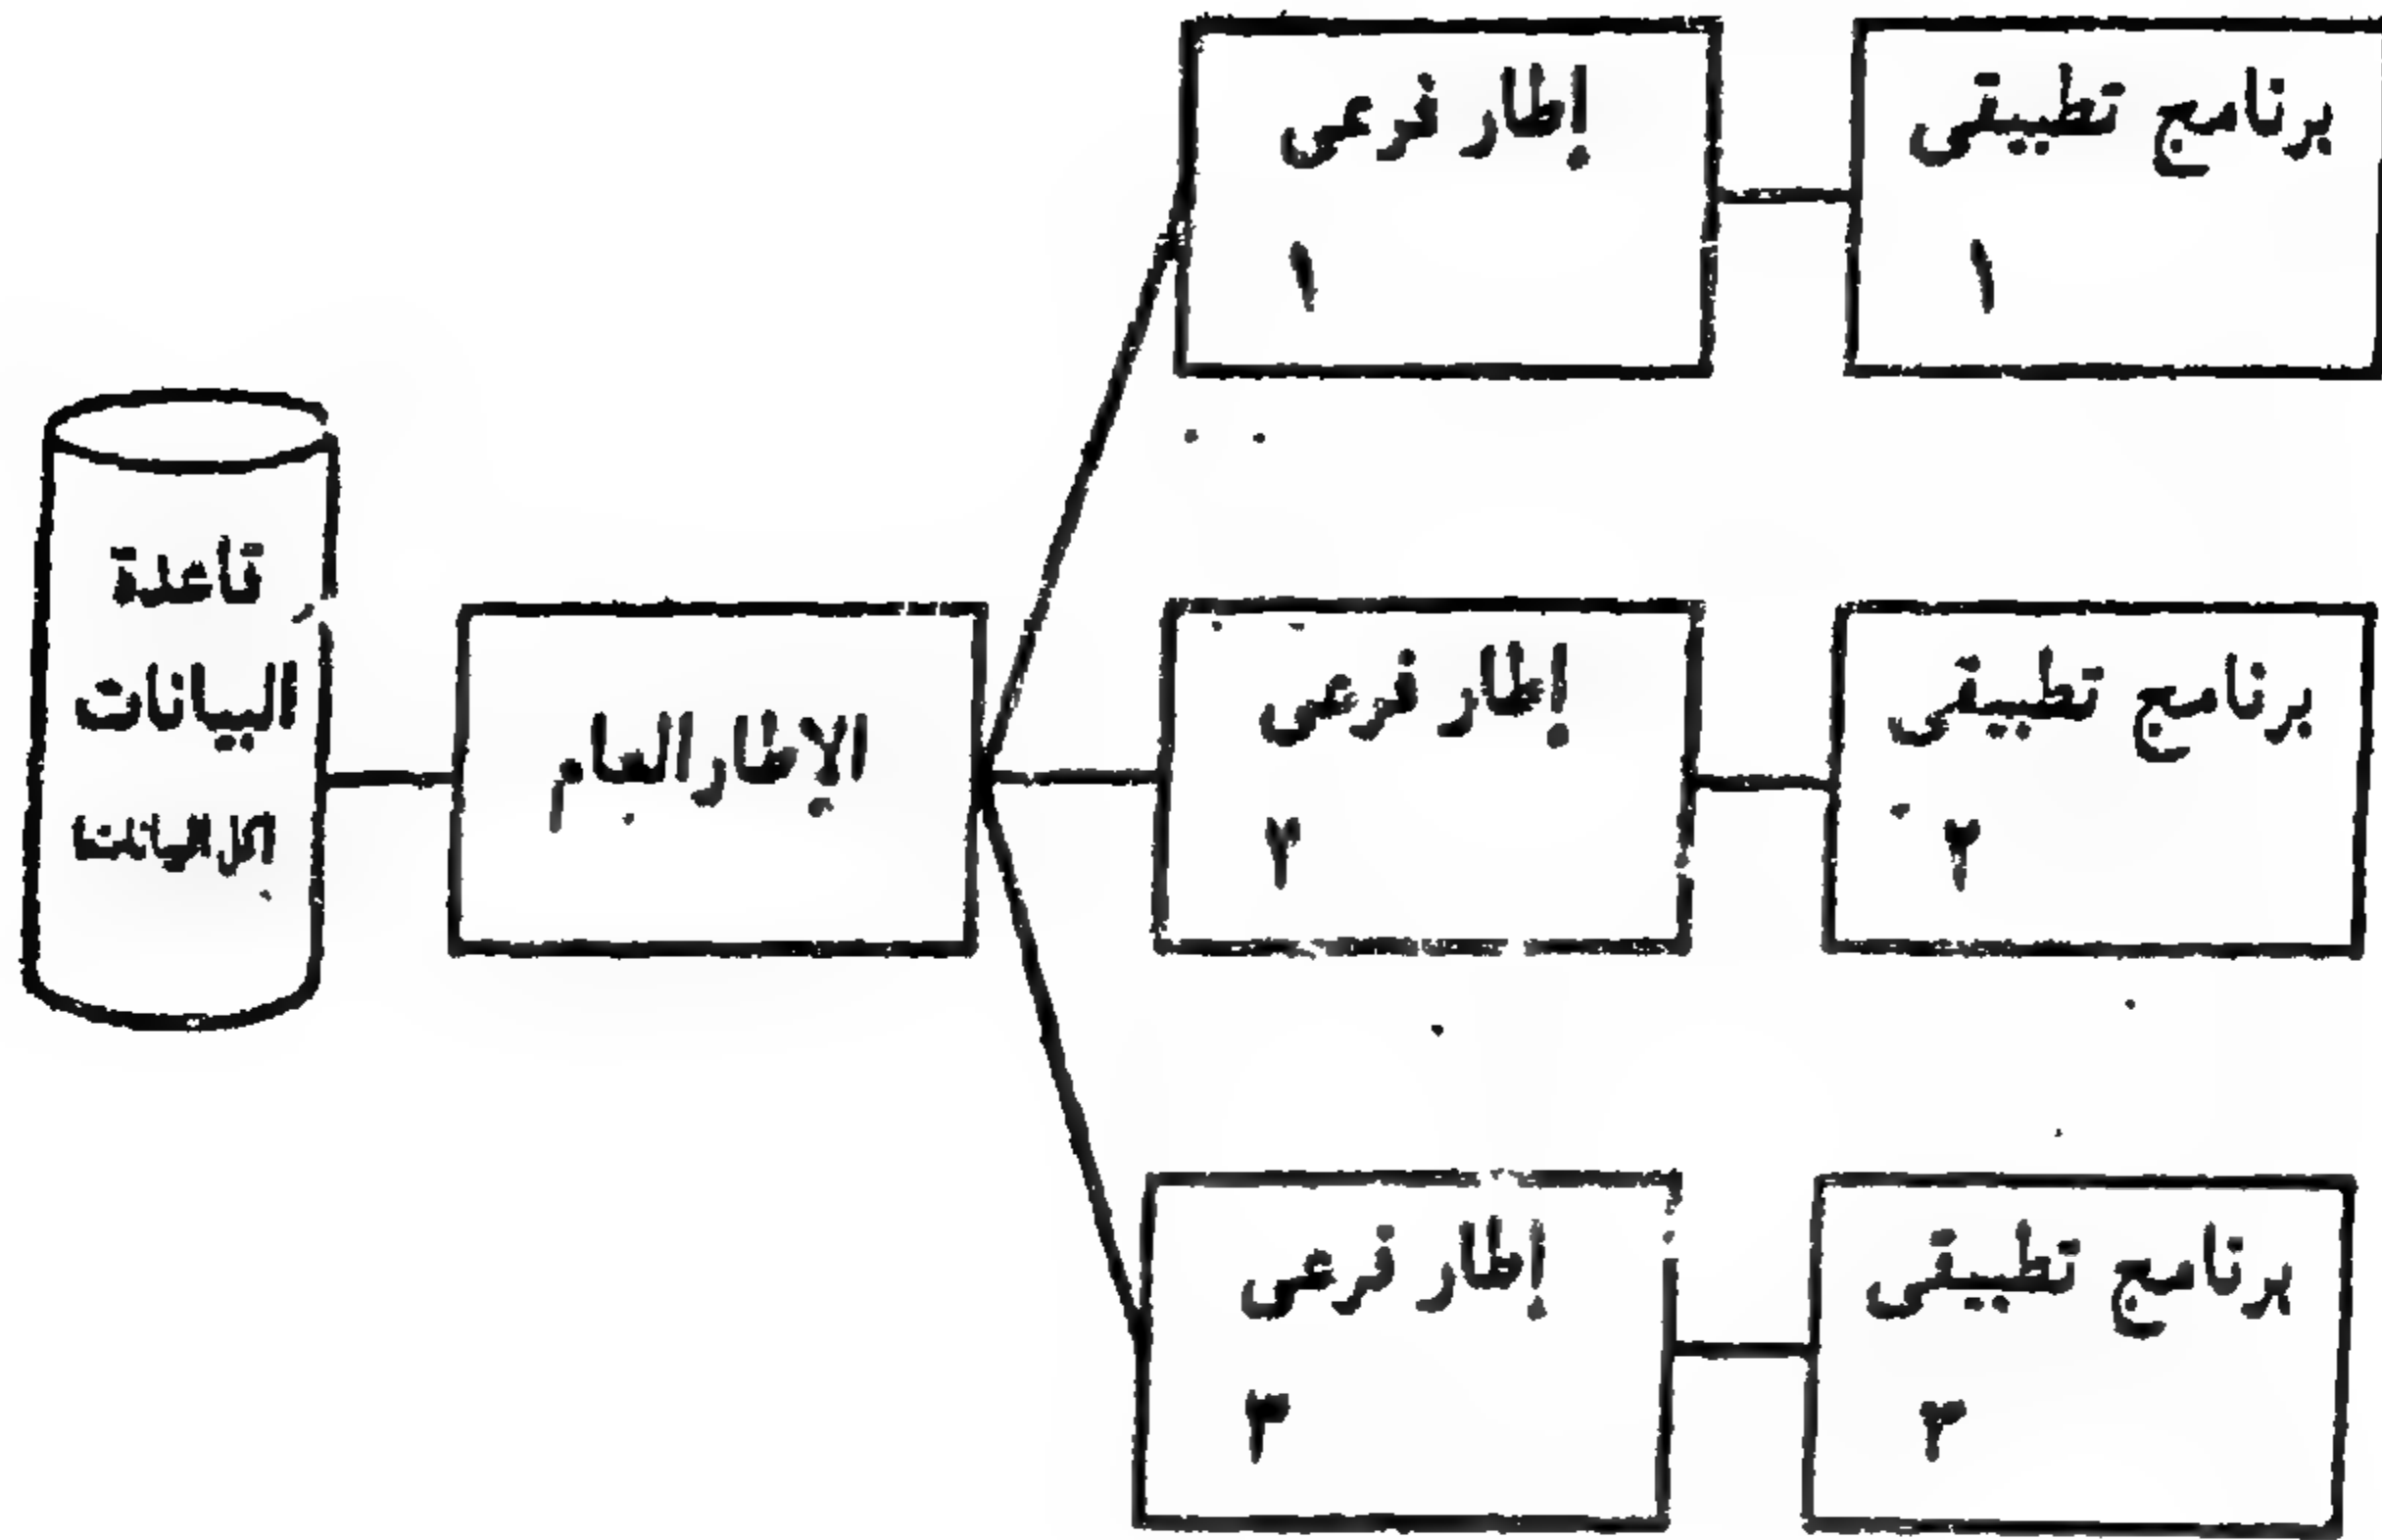 برنامج تطبيقى
١
إطار فرعى
١
برنامج تطبيقى
٢
إطار فرعى
٢
الإطار العام
قاعدة
البيانات
برنامج تطبيقى
٣
إطار فرعى
٣